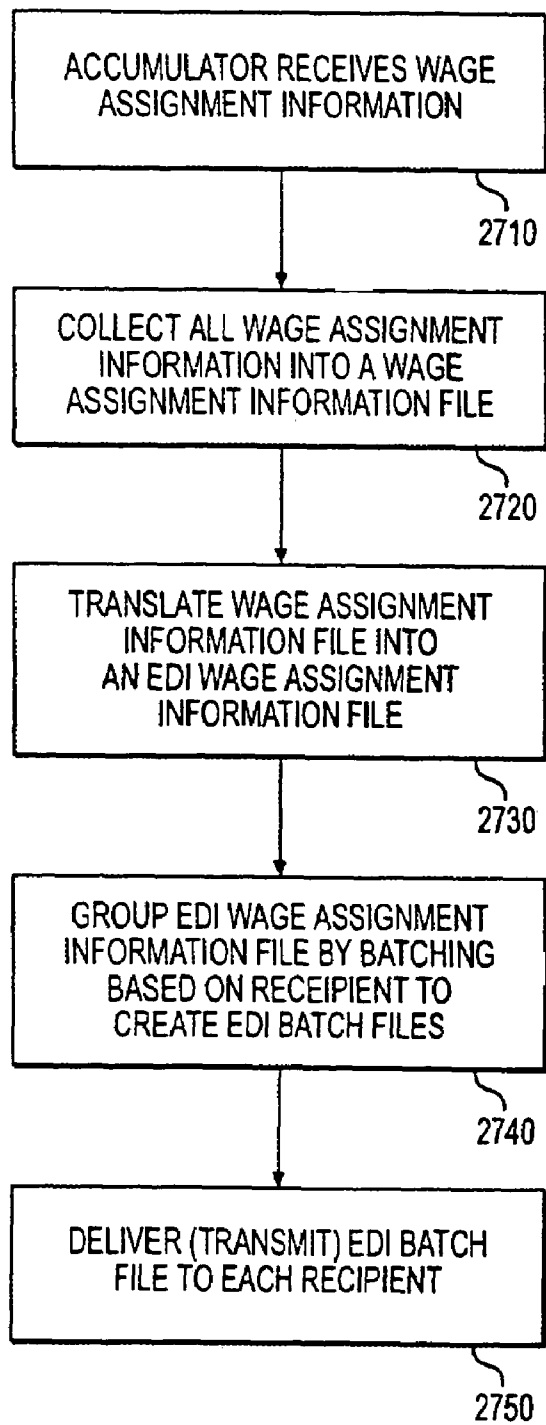 ACCUMULATOR RECEIVES WAGE
ASSIGNMENT INFORMATION
2710
COLLECT ALL WAGE ASSIGNMENT
INFORMATION INTO A WAGE
ASSIGNMENT INFORMATION FILE
2720
TRANSLATE WAGE ASSIGNMENT
INFORMATION FILE INTO
AN EDI WAGE ASSIGNMENT
INFORMATION FILE
2730
GROUP EDI WAGE ASSIGNMENT
INFORMATION FILE BY BATCHING
BASED ON RECEIPIENT TO
CREATE EDI BATCH FILES
2740
DELIVER (TRANSMIT) EDI BATCH
FILE TO EACH RECIPIENT
2750